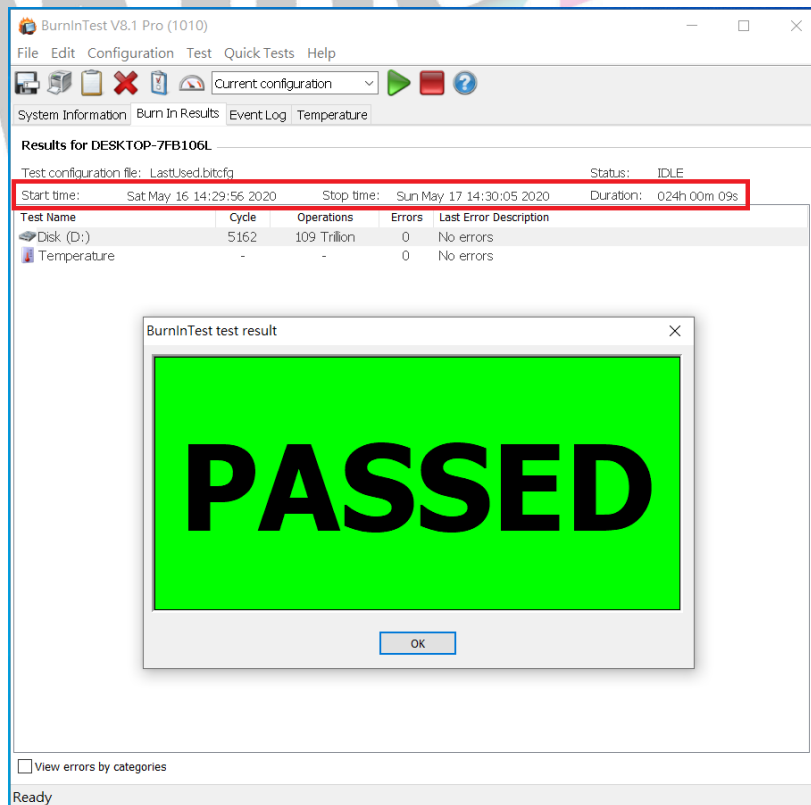 BurnInTest V8.1 Pro (1010)
File Edit Configuration Test Quick Tests Help
Current configuration
System Information Burn In Results Event Log Temperature
Results for DESKTOP-7FB106L
Test configuration file: LastUsed.bitcfg Status: IDLE
Start time: Sat May 16 14:29:56 2020 Stop time: Sun May 17 14:30:05 2020 Duration: 024h 00m 09s
Test Name Cycle Operations Errors Last Error Description
Disk (D:) 5162 109 Trillion 0 No errors
Temperature - - 0 No errors
BurnInTest test result
PASSED
OK
View errors by categories
Ready